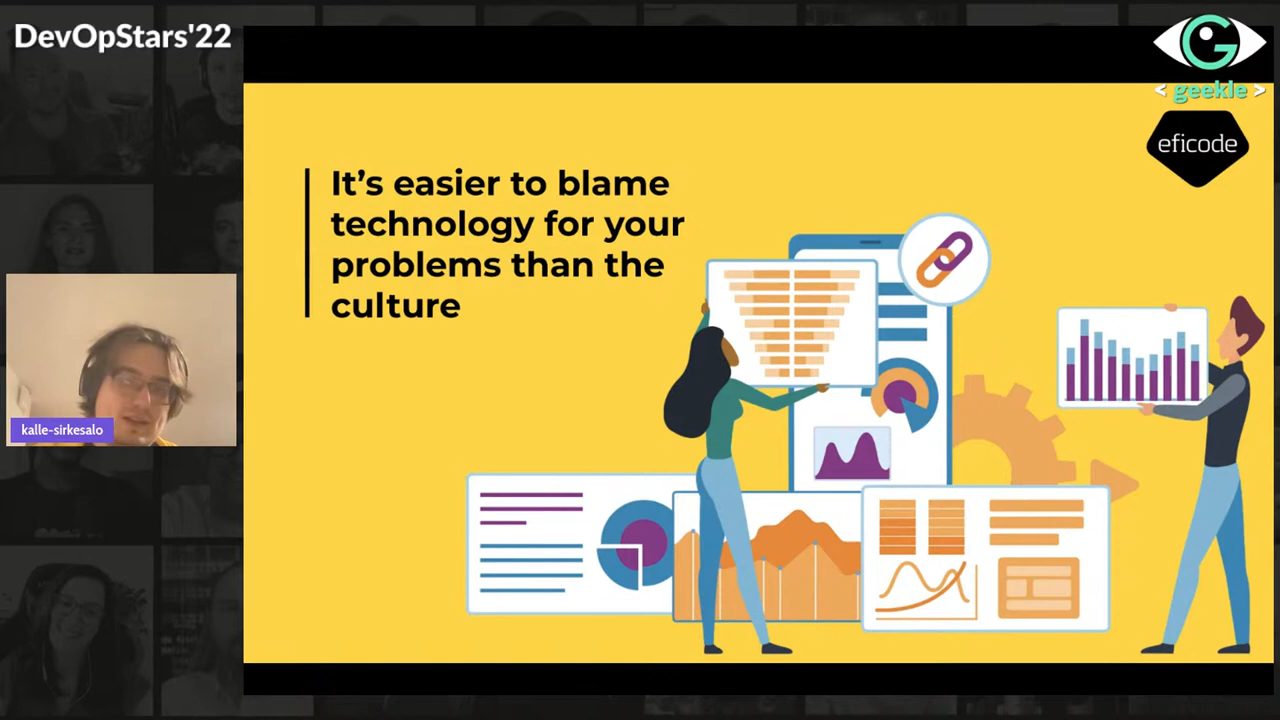 DevOpStars'22
< geekle >
eficode
It's easier to blame
technology for your
problems than the
culture
kalle-sirkesalo